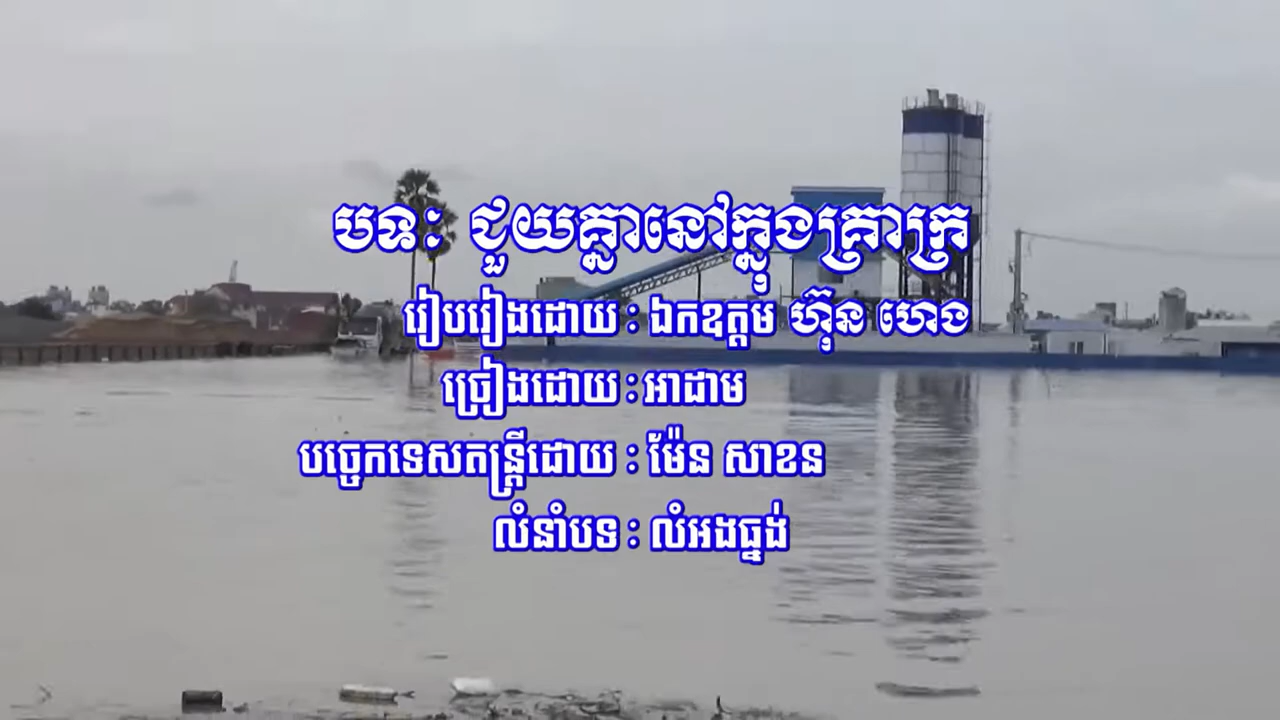 បទៈ ជួយគ្នានៅក្នុងគ្រាក្រ
រៀបរៀងដោយ : ឯកឧត្តម ហ៊ុន ហេង
ច្រៀងដោយ : អាដាម
បច្ចេកទេសតន្ត្រីដោយ : ម៉ែន សាខន
លំនាំបទ : លំអងធ្នង់